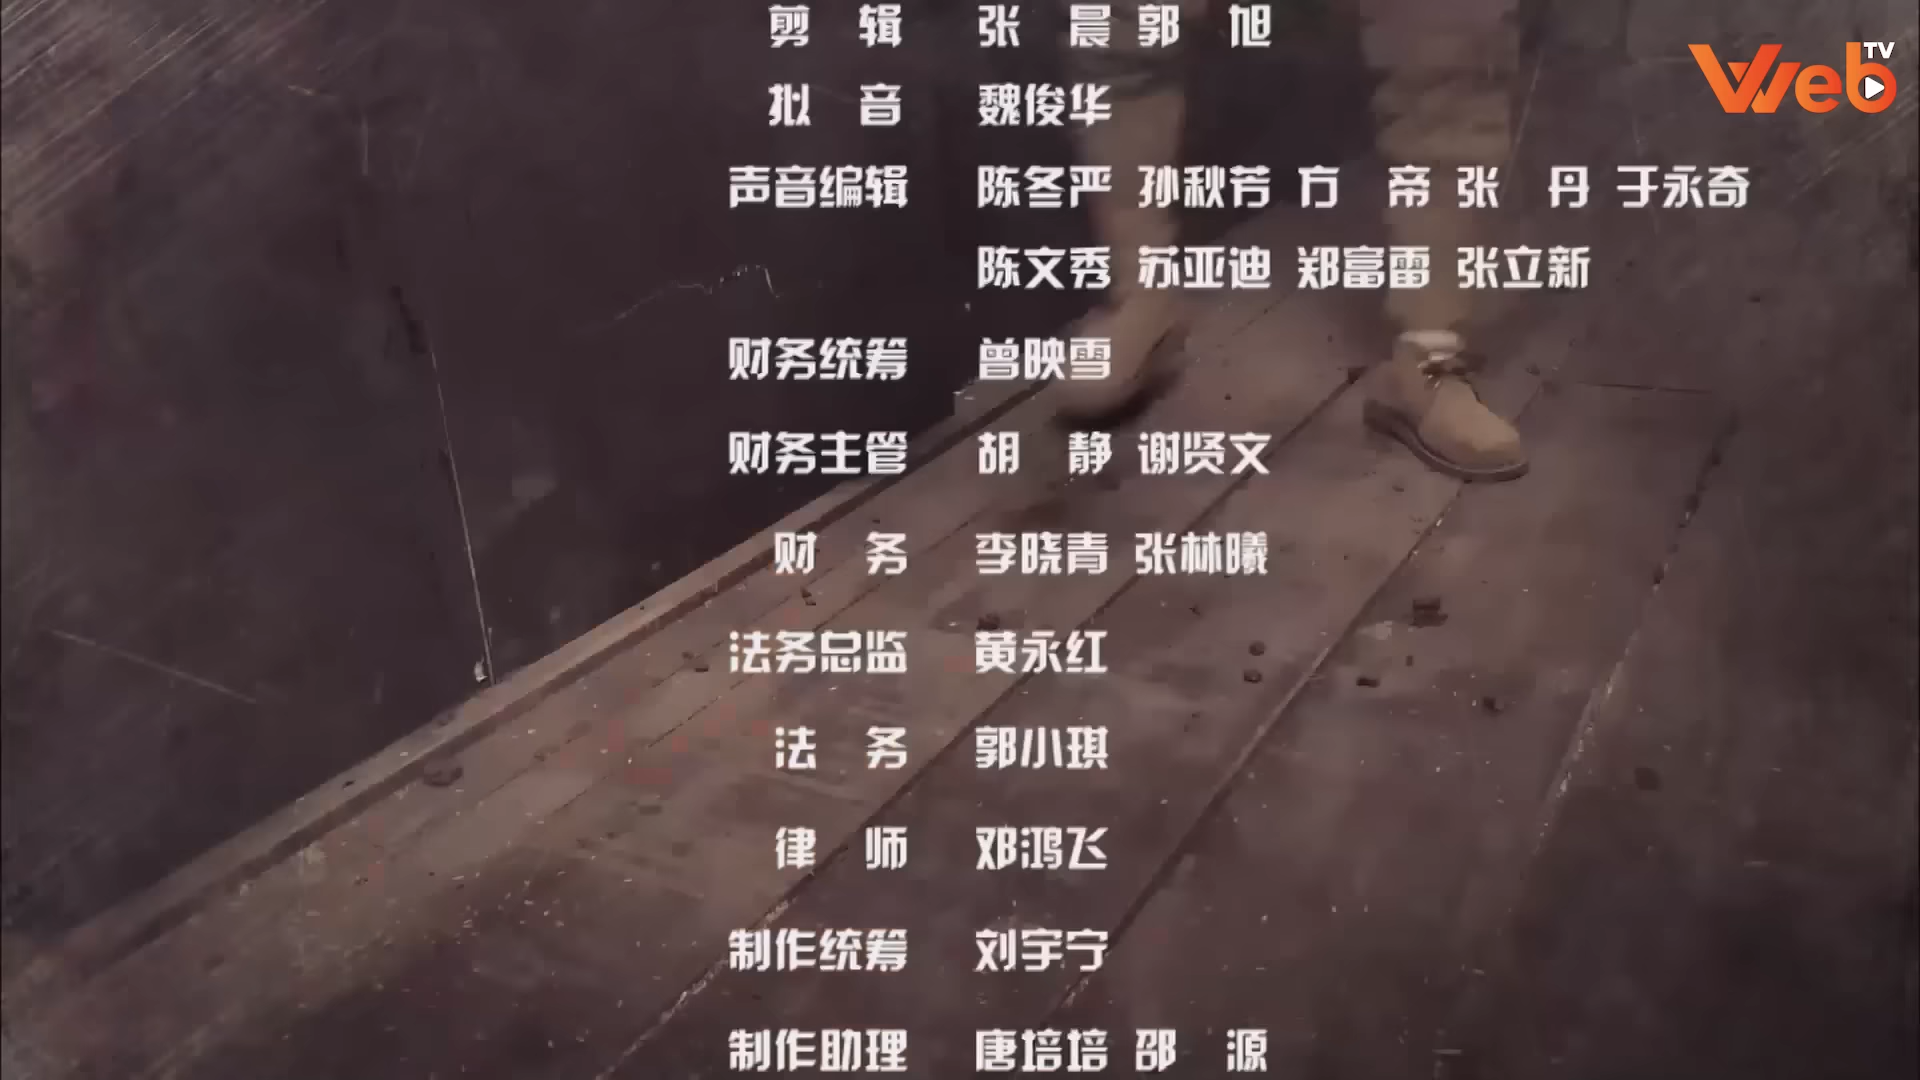 剪　辑　张　晨 郭　旭
Web TV
拟　音　魏俊华
声音编辑　陈冬严 孙秋芳 方　帝 张　丹 于永奇
陈文秀 苏亚迪 郑富雷 张立新
财务统筹　曾映雪
财务主管　胡　静 谢贤文
财　务　李晓青 张林曦
法务总监　黄永红
法　务　郭小琪
律　师　邓鸿飞
制作统筹　刘宇宁
制作助理　唐培培 邵　源